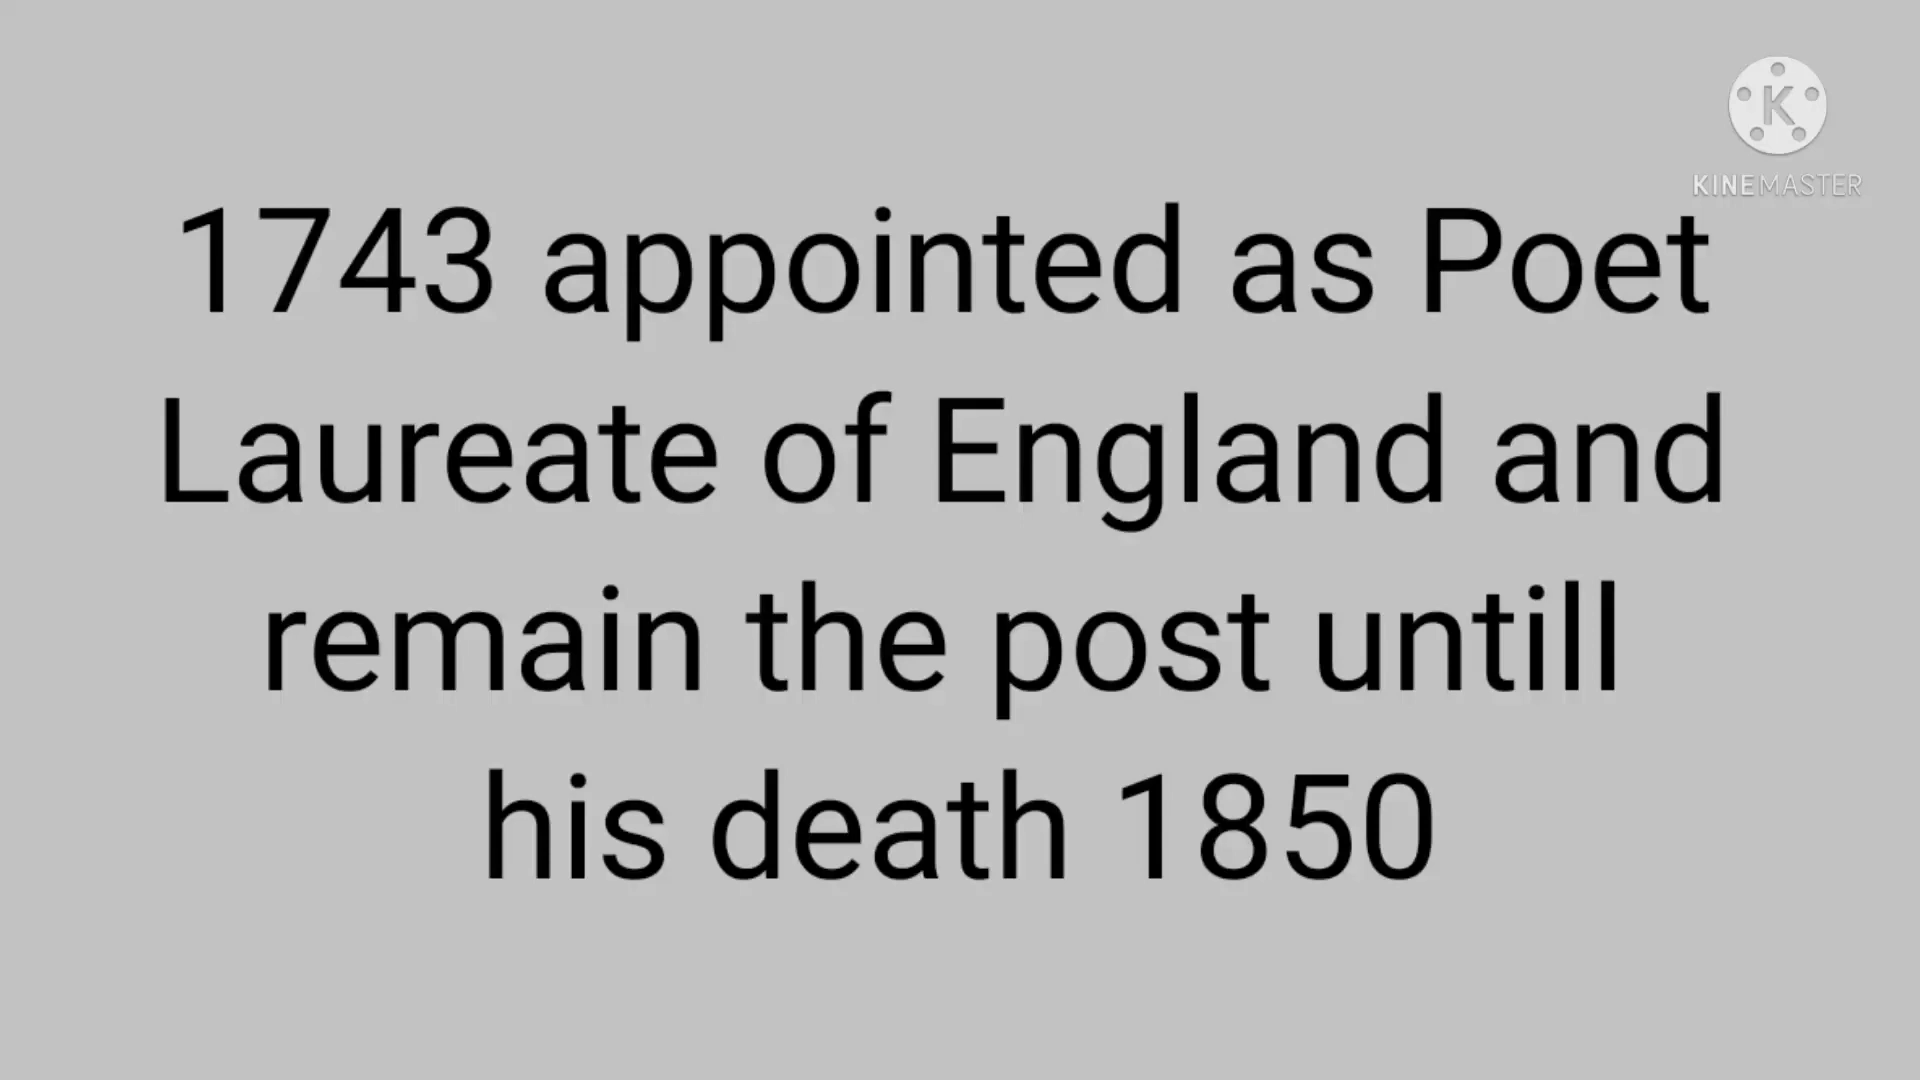 K
KINEMASTER
1743 appointed as Poet
Laureate of England and
remain the post untill
his death 1850